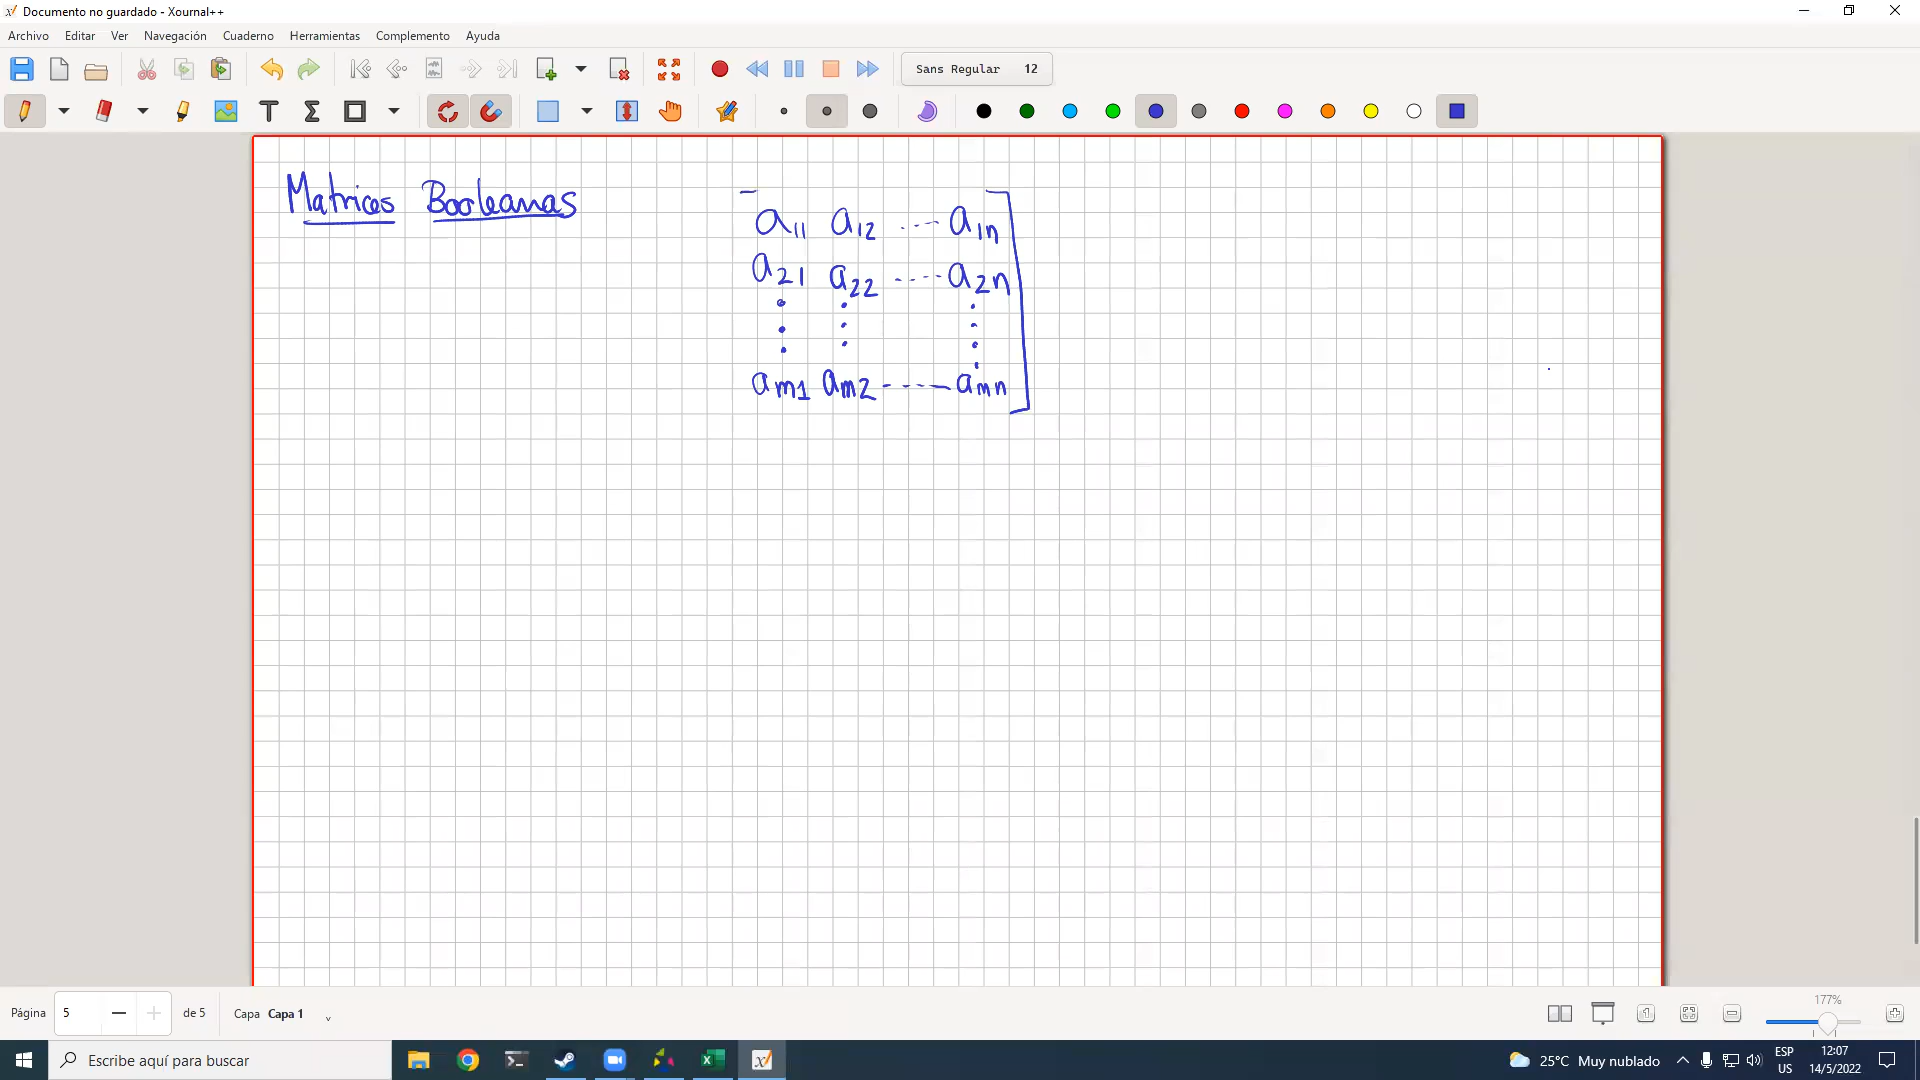 Documento no guardado - Xournal++
Archivo Editar Ver Navegación Cuaderno Herramientas Complemento Ayuda
Sans Regular 12
Matrices Booleanas
a11 a12 ---- a1n
a21 a22 ---- a2n
am1 am2 ----- amn
177%
Página 5 de 5 Capa Capa 1
Escribe aquí para buscar
25°C Muy nublado
ESP
US
12:07
14/5/2022